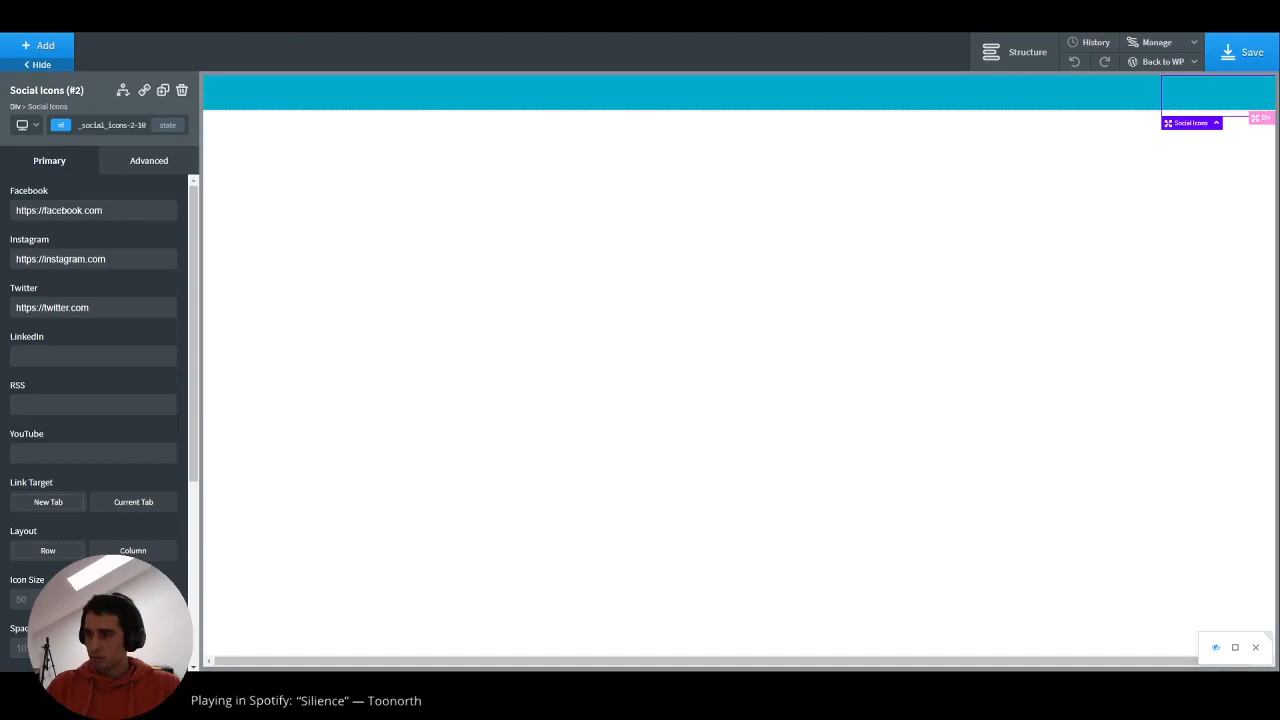 Add
Hide
Structure
History
Manage
Back to WP
Save
Social Icons (#2)
Div > Social Icons
id
_social_icons-2-10
state
Primary
Advanced
Facebook
https://facebook.com
Instagram
https://instagram.com
Twitter
https://twitter.com
LinkedIn
RSS
YouTube
Link Target
New Tab
Current Tab
Layout
Row
Column
Icon Size
50
Social Icons
Div
Playing in Spotify: “Silience” — Toonorth